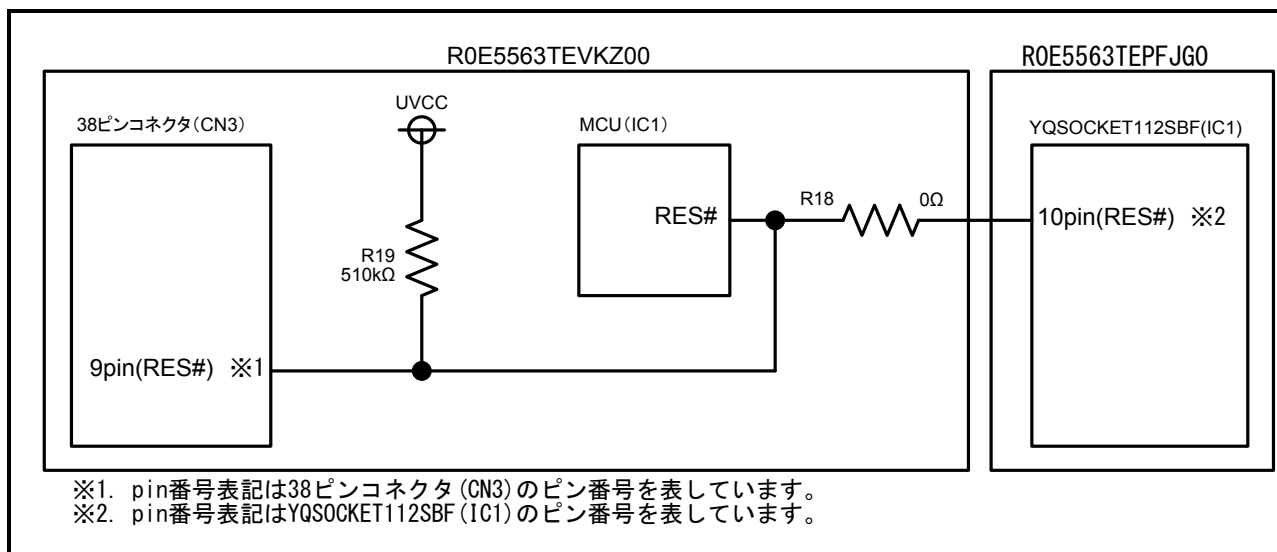 R0E5563TEVKZ00
R0E5563TEPFJG0
38ピンコネクタ(CN3)
UVCC
MCU(IC1)
YQSOCKET112SBF(IC1)
RES#
R18
0Ω
10pin(RES#) ※2
R19
510kΩ
9pin(RES#) ※1
※1. pin番号表記は38ピンコネクタ(CN3)のピン番号を表しています。
※2. pin番号表記はYQSOCKET112SBF(IC1)のピン番号を表しています。